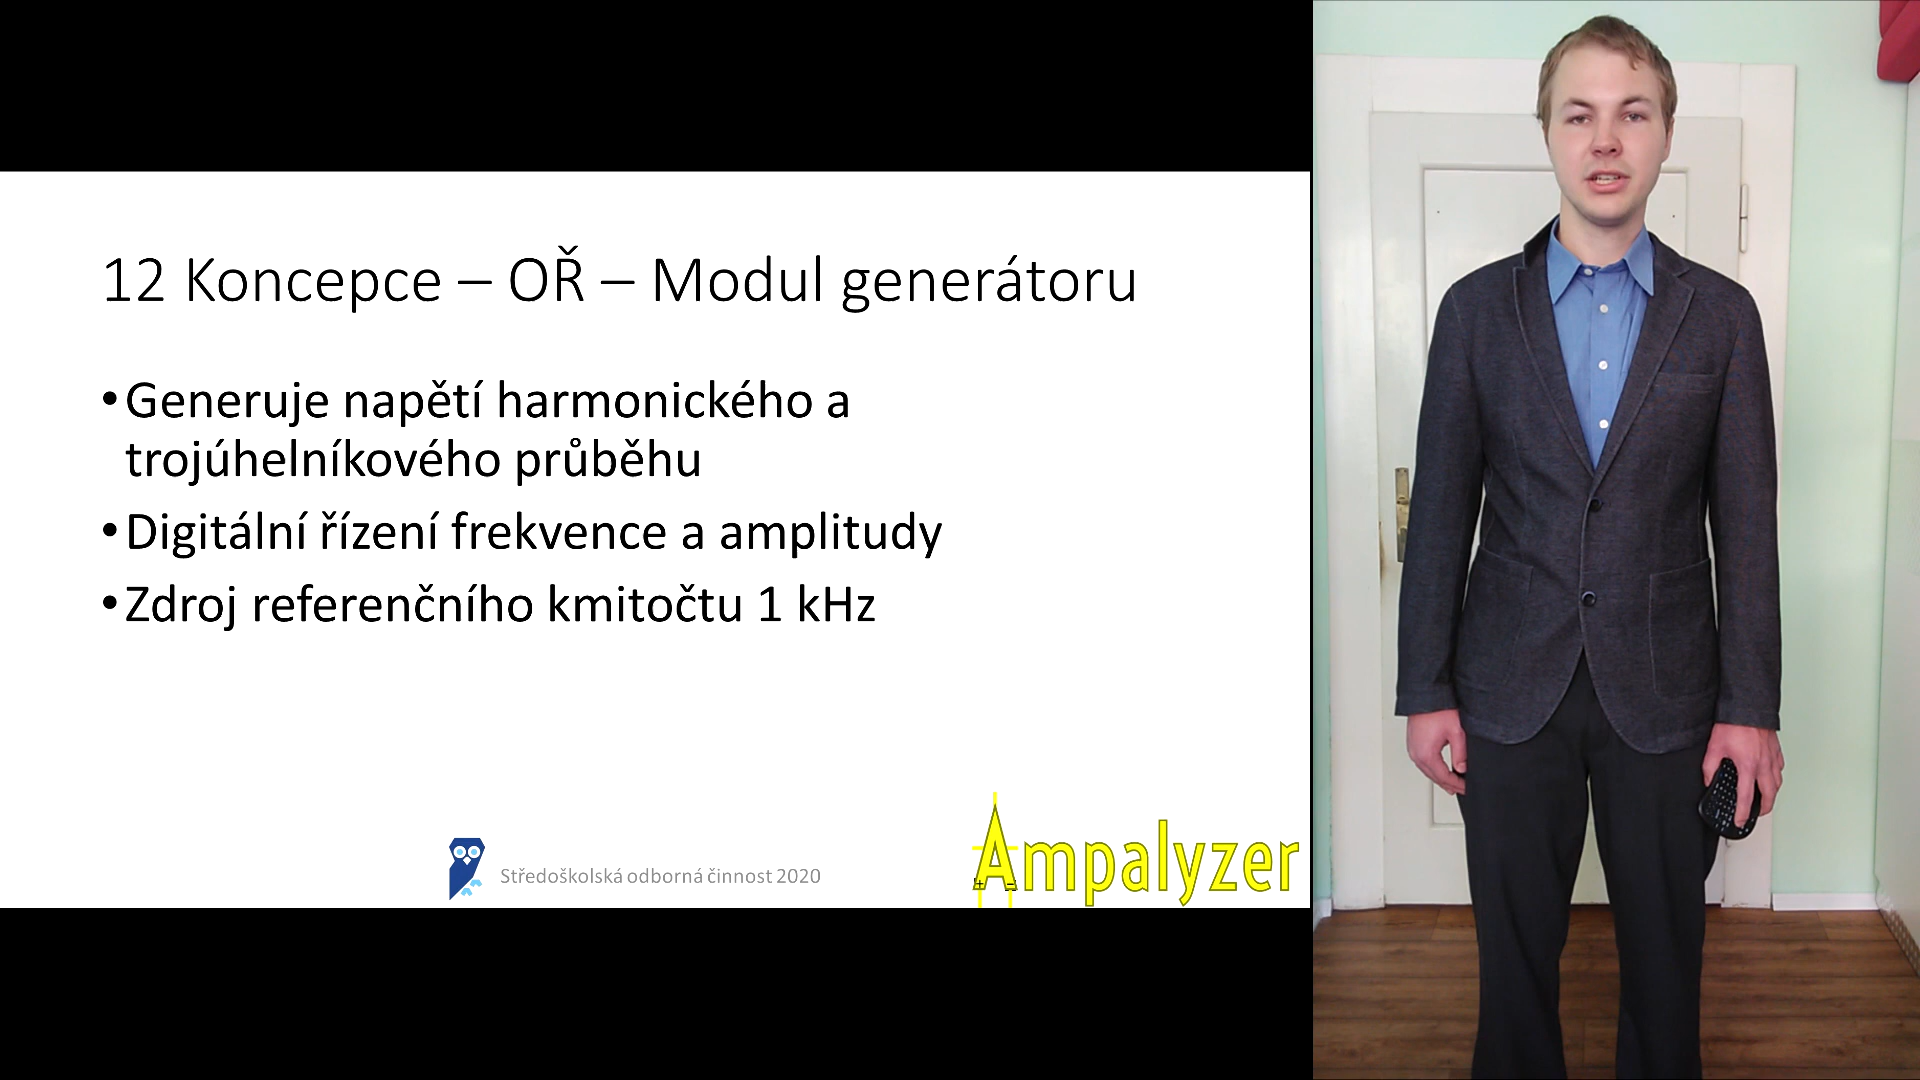 12 Koncepce – OŘ – Modul generátoru
•Generuje napětí harmonického a
trojúhelníkového průběhu
•Digitální řízení frekvence a amplitudy
•Zdroj referenčního kmitočtu 1 kHz
Středoškolská odborná činnost 2020
Ampalyzer